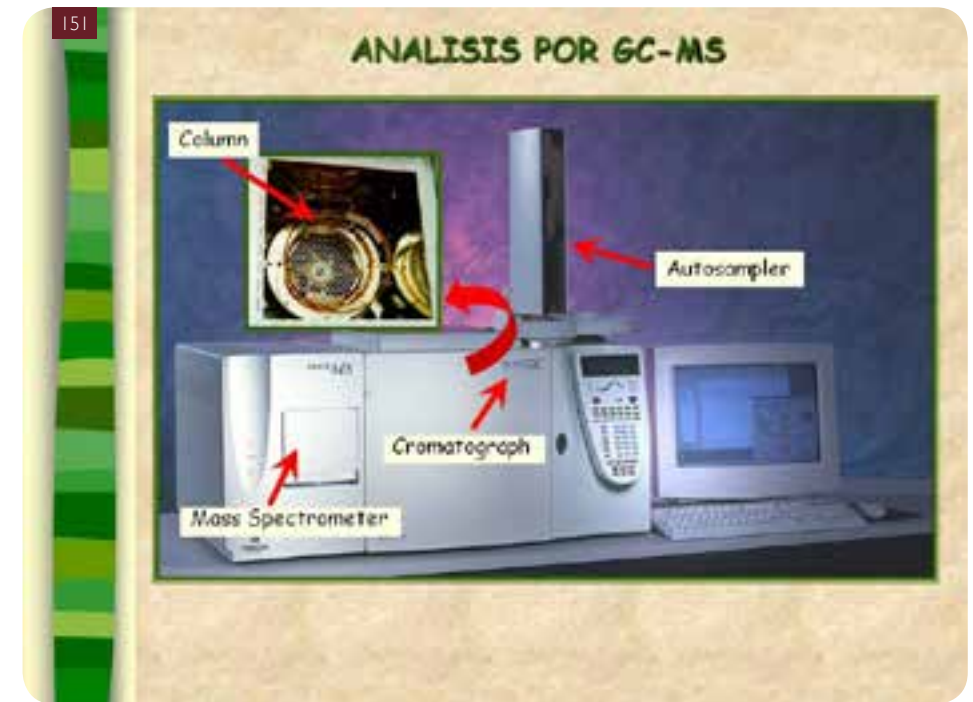 151
ANALISIS POR GC-MS
Column
Autosampler
Cromatograph
Mass Spectrometer